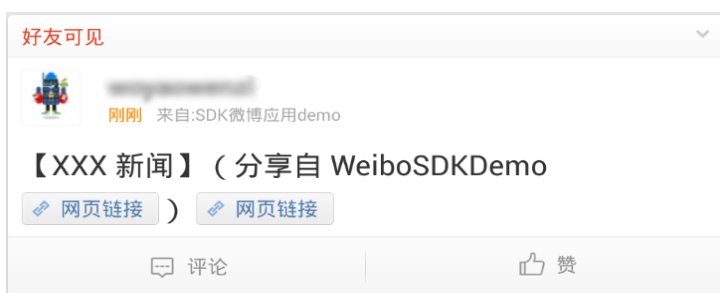 好友可见
刚刚 来自:SDK微博应用demo
【XXX 新闻】（分享自 WeiboSDKDemo
网页链接 ） 网页链接
评论 赞